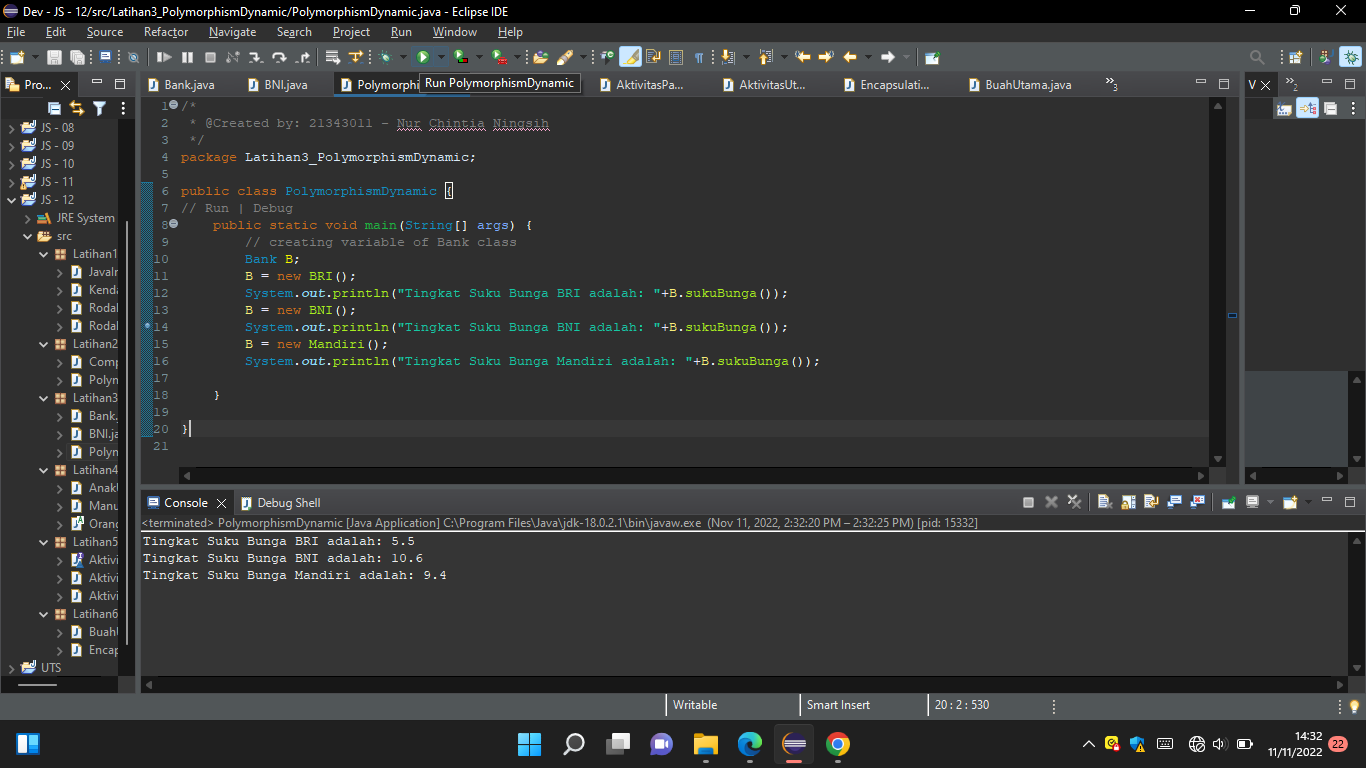 Dev - JS - 12/src/Latihan3_PolymorphismDynamic/PolymorphismDynamic.java - Eclipse IDE
File Edit Source Refactor Navigate Search Project Run Window Help
Pro...
Bank.java BNI.java Polymorphi Run PolymorphismDynamic AktivitasPa... AktivitasUt... Encapsulati... BuahUtama.java 3
V 2
JS - 08
JS - 09
JS - 10
JS - 11
JS - 12
JRE System
src
Latihan1
JavaIr
Kenda
Rodal
Rodal
Latihan2
Comp
Polyn
Latihan3
Bank.
BNI.ja
Polyn
Latihan4
Anakl
Manu
Orang
Latihan5
Aktivi
Aktivi
Aktivi
Latihan6
Buahl
Encap
UTS
1 /*
2 * @Created by: 21343011 - Nur Chintia Ningsih
3 */
4 package Latihan3_PolymorphismDynamic;
5
6 public class PolymorphismDynamic {
7 // Run | Debug
8 public static void main(String[] args) {
9 // creating variable of Bank class
10 Bank B;
11 B = new BRI();
12 System.out.println("Tingkat Suku Bunga BRI adalah: "+B.sukuBunga());
13 B = new BNI();
14 System.out.println("Tingkat Suku Bunga BNI adalah: "+B.sukuBunga());
15 B = new Mandiri();
16 System.out.println("Tingkat Suku Bunga Mandiri adalah: "+B.sukuBunga());
17
18 }
19
20 }
21
Console Debug Shell
<terminated> PolymorphismDynamic [Java Application] C:\Program Files\Java\jdk-18.0.2.1\bin\javaw.exe (Nov 11, 2022, 2:32:20 PM – 2:32:25 PM) [pid: 15332]
Tingkat Suku Bunga BRI adalah: 5.5
Tingkat Suku Bunga BNI adalah: 10.6
Tingkat Suku Bunga Mandiri adalah: 9.4
Writable Smart Insert 20 : 2 : 530
14:32
11/11/2022 22